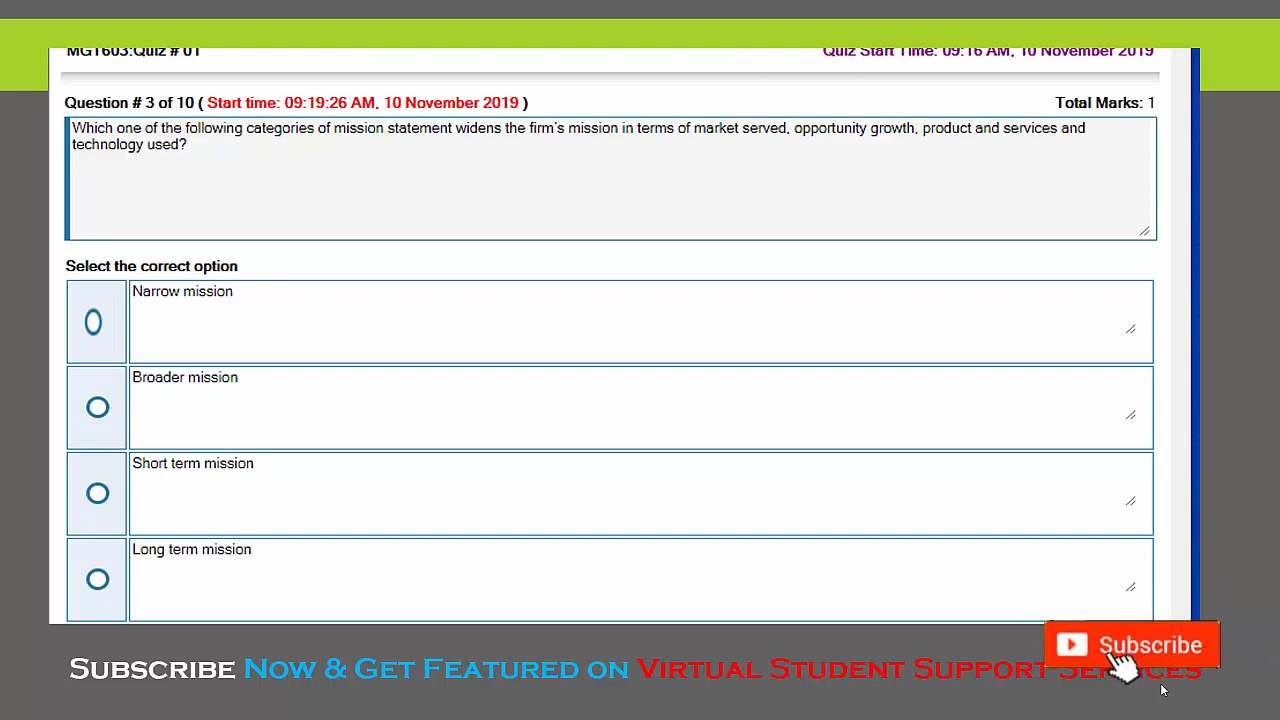 MGT603:Quiz # 01
Quiz Start Time: 09:16 AM, 10 November 2019
Question # 3 of 10 ( Start time: 09:19:26 AM, 10 November 2019 )
Total Marks: 1
Which one of the following categories of mission statement widens the firm's mission in terms of market served, opportunity growth, product and services and
technology used?
Select the correct option
Narrow mission
Broader mission
Short term mission
Long term mission
Subscribe
SUBSCRIBE NOW & GET FEATURED ON VIRTUAL STUDENT SUPPORT SERVICES